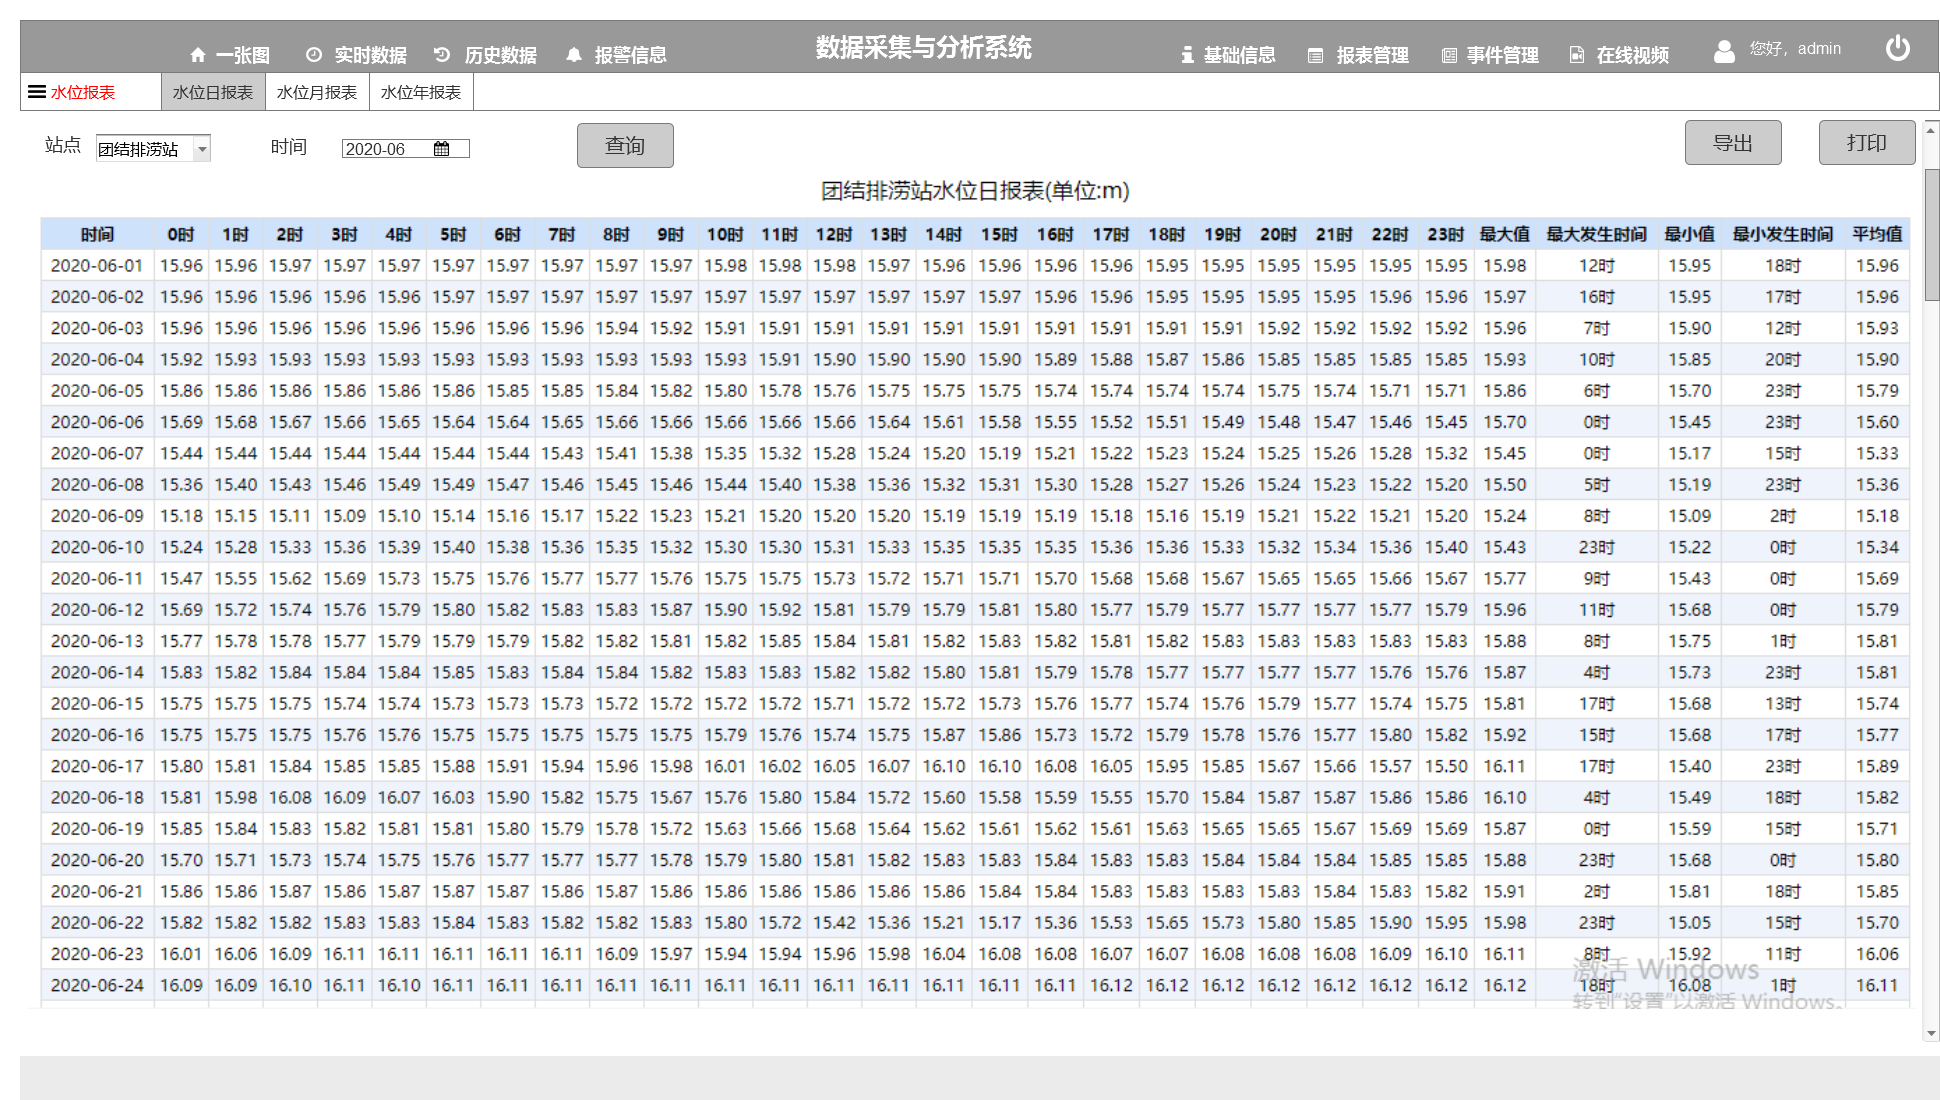 一张图 实时数据 历史数据 报警信息 数据采集与分析系统 基础信息 报表管理 事件管理 在线视频 您好，admin
水位报表 水位日报表 水位月报表 水位年报表
站点 团结排涝站 时间 2020-06 查询 导出 打印
团结排涝站水位日报表(单位:m)
时间 0时 1时 2时 3时 4时 5时 6时 7时 8时 9时 10时 11时 12时 13时 14时 15时 16时 17时 18时 19时 20时 21时 22时 23时 最大值 最大发生时间 最小值 最小发生时间 平均值
2020-06-01 15.96 15.96 15.97 15.97 15.97 15.97 15.97 15.97 15.97 15.97 15.98 15.98 15.98 15.97 15.96 15.96 15.96 15.96 15.95 15.95 15.95 15.95 15.95 15.95 15.98 12时 15.95 18时 15.96
2020-06-02 15.96 15.96 15.96 15.96 15.96 15.97 15.97 15.97 15.97 15.97 15.97 15.97 15.97 15.97 15.97 15.97 15.96 15.96 15.95 15.95 15.95 15.95 15.96 15.96 15.97 16时 15.95 17时 15.96
2020-06-03 15.96 15.96 15.96 15.96 15.96 15.96 15.96 15.96 15.94 15.92 15.91 15.91 15.91 15.91 15.91 15.91 15.91 15.91 15.91 15.91 15.92 15.92 15.92 15.92 15.96 7时 15.90 12时 15.93
2020-06-04 15.92 15.93 15.93 15.93 15.93 15.93 15.93 15.93 15.93 15.93 15.93 15.91 15.90 15.90 15.90 15.90 15.89 15.88 15.87 15.86 15.85 15.85 15.85 15.85 15.93 10时 15.85 20时 15.90
2020-06-05 15.86 15.86 15.86 15.86 15.86 15.86 15.85 15.85 15.84 15.82 15.80 15.78 15.76 15.75 15.75 15.75 15.74 15.74 15.74 15.74 15.75 15.74 15.71 15.71 15.86 6时 15.70 23时 15.79
2020-06-06 15.69 15.68 15.67 15.66 15.65 15.64 15.64 15.65 15.66 15.66 15.66 15.66 15.66 15.64 15.61 15.58 15.55 15.52 15.51 15.49 15.48 15.47 15.46 15.45 15.70 0时 15.45 23时 15.60
2020-06-07 15.44 15.44 15.44 15.44 15.44 15.44 15.44 15.43 15.41 15.38 15.35 15.32 15.28 15.24 15.20 15.19 15.21 15.22 15.23 15.24 15.25 15.26 15.28 15.32 15.45 0时 15.17 15时 15.33
2020-06-08 15.36 15.40 15.43 15.46 15.49 15.49 15.47 15.46 15.45 15.46 15.44 15.40 15.38 15.36 15.32 15.31 15.30 15.28 15.27 15.26 15.24 15.23 15.22 15.20 15.50 5时 15.19 23时 15.36
2020-06-09 15.18 15.15 15.11 15.09 15.10 15.14 15.16 15.17 15.22 15.23 15.21 15.20 15.20 15.20 15.19 15.19 15.19 15.18 15.16 15.19 15.21 15.22 15.21 15.20 15.24 8时 15.09 2时 15.18
2020-06-10 15.24 15.28 15.33 15.36 15.39 15.40 15.38 15.36 15.35 15.32 15.30 15.30 15.31 15.33 15.35 15.35 15.35 15.36 15.36 15.33 15.32 15.34 15.36 15.40 15.43 23时 15.22 0时 15.34
2020-06-11 15.47 15.55 15.62 15.69 15.73 15.75 15.76 15.77 15.77 15.76 15.75 15.75 15.73 15.72 15.71 15.71 15.70 15.68 15.68 15.67 15.65 15.65 15.66 15.67 15.77 9时 15.43 0时 15.69
2020-06-12 15.69 15.72 15.74 15.76 15.79 15.80 15.82 15.83 15.83 15.87 15.90 15.92 15.81 15.79 15.79 15.81 15.80 15.77 15.79 15.77 15.77 15.77 15.77 15.79 15.96 11时 15.68 0时 15.79
2020-06-13 15.77 15.78 15.78 15.77 15.79 15.79 15.79 15.82 15.82 15.81 15.82 15.85 15.84 15.81 15.82 15.83 15.82 15.81 15.82 15.83 15.83 15.83 15.83 15.83 15.88 8时 15.75 1时 15.81
2020-06-14 15.83 15.82 15.84 15.84 15.84 15.85 15.83 15.84 15.84 15.82 15.83 15.83 15.82 15.82 15.80 15.81 15.79 15.78 15.77 15.77 15.77 15.77 15.76 15.76 15.87 4时 15.73 23时 15.81
2020-06-15 15.75 15.75 15.75 15.74 15.74 15.73 15.73 15.73 15.72 15.72 15.72 15.72 15.71 15.72 15.72 15.73 15.76 15.77 15.74 15.76 15.79 15.77 15.74 15.75 15.81 17时 15.68 13时 15.74
2020-06-16 15.75 15.75 15.75 15.76 15.76 15.75 15.75 15.75 15.75 15.75 15.79 15.76 15.74 15.75 15.87 15.86 15.73 15.72 15.79 15.78 15.76 15.77 15.80 15.82 15.92 15时 15.68 17时 15.77
2020-06-17 15.80 15.81 15.84 15.85 15.85 15.88 15.91 15.94 15.96 15.98 16.01 16.02 16.05 16.07 16.10 16.10 16.08 16.05 15.95 15.85 15.67 15.66 15.57 15.50 16.11 17时 15.40 23时 15.89
2020-06-18 15.81 15.98 16.08 16.09 16.07 16.03 15.90 15.82 15.75 15.67 15.76 15.80 15.84 15.72 15.60 15.58 15.59 15.55 15.70 15.84 15.87 15.87 15.86 15.86 16.10 4时 15.49 18时 15.82
2020-06-19 15.85 15.84 15.83 15.82 15.81 15.81 15.80 15.79 15.78 15.72 15.63 15.66 15.68 15.64 15.62 15.61 15.62 15.61 15.63 15.65 15.65 15.67 15.69 15.69 15.87 0时 15.59 15时 15.71
2020-06-20 15.70 15.71 15.73 15.74 15.75 15.76 15.77 15.77 15.77 15.78 15.79 15.80 15.81 15.82 15.83 15.83 15.84 15.83 15.83 15.84 15.84 15.84 15.85 15.85 15.88 23时 15.68 0时 15.80
2020-06-21 15.86 15.86 15.87 15.86 15.87 15.87 15.87 15.86 15.87 15.86 15.86 15.86 15.86 15.86 15.86 15.84 15.84 15.83 15.83 15.83 15.83 15.84 15.83 15.82 15.91 2时 15.81 18时 15.85
2020-06-22 15.82 15.82 15.82 15.83 15.83 15.84 15.83 15.82 15.82 15.83 15.80 15.72 15.42 15.36 15.21 15.17 15.36 15.53 15.65 15.73 15.80 15.85 15.90 15.95 15.98 23时 15.05 15时 15.70
2020-06-23 16.01 16.06 16.09 16.11 16.11 16.11 16.11 16.11 16.09 15.97 15.94 15.94 15.96 15.98 16.04 16.08 16.08 16.07 16.07 16.08 16.08 16.08 16.09 16.10 16.11 8时 15.92 11时 16.06
2020-06-24 16.09 16.09 16.10 16.11 16.10 16.11 16.11 16.11 16.11 16.11 16.11 16.11 16.11 16.11 16.11 16.11 16.11 16.12 16.12 16.12 16.12 16.12 16.12 16.12 16.12 18时 16.08 1时 16.11
激活 Windows
转到“设置”以激活 Windows。